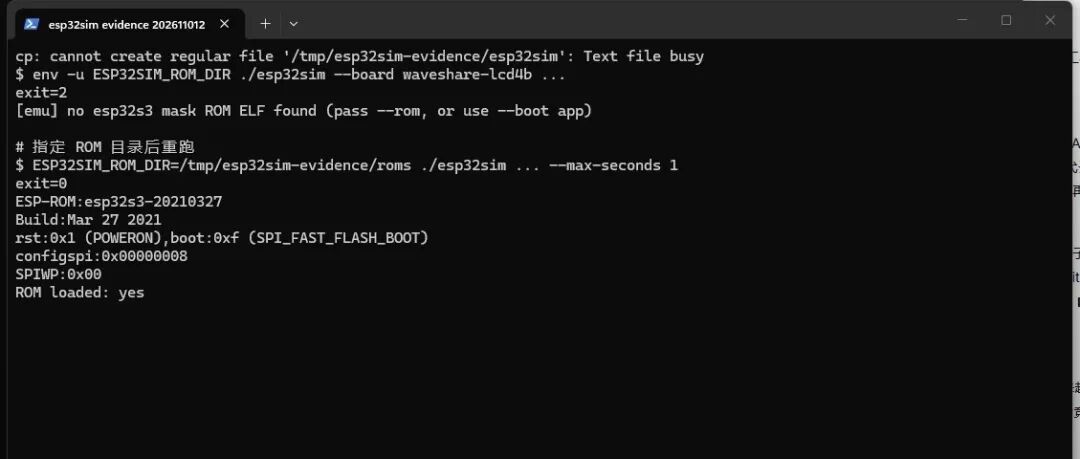 esp32sim evidence 202611012
cp: cannot create regular file '/tmp/esp32sim-evidence/esp32sim': Text file busy
$ env -u ESP32SIM_ROM_DIR ./esp32sim --board waveshare-lcd4b ...
exit=2
[emu] no esp32s3 mask ROM ELF found (pass --rom, or use --boot app)
# 指定 ROM 目录后重跑
$ ESP32SIM_ROM_DIR=/tmp/esp32sim-evidence/roms ./esp32sim ... --max-seconds 1
exit=0
ESP-ROM:esp32s3-20210327
Build:Mar 27 2021
rst:0x1 (POWERON),boot:0xf (SPI_FAST_FLASH_BOOT)
configspi:0x00000008
SPIWP:0x00
ROM loaded: yes